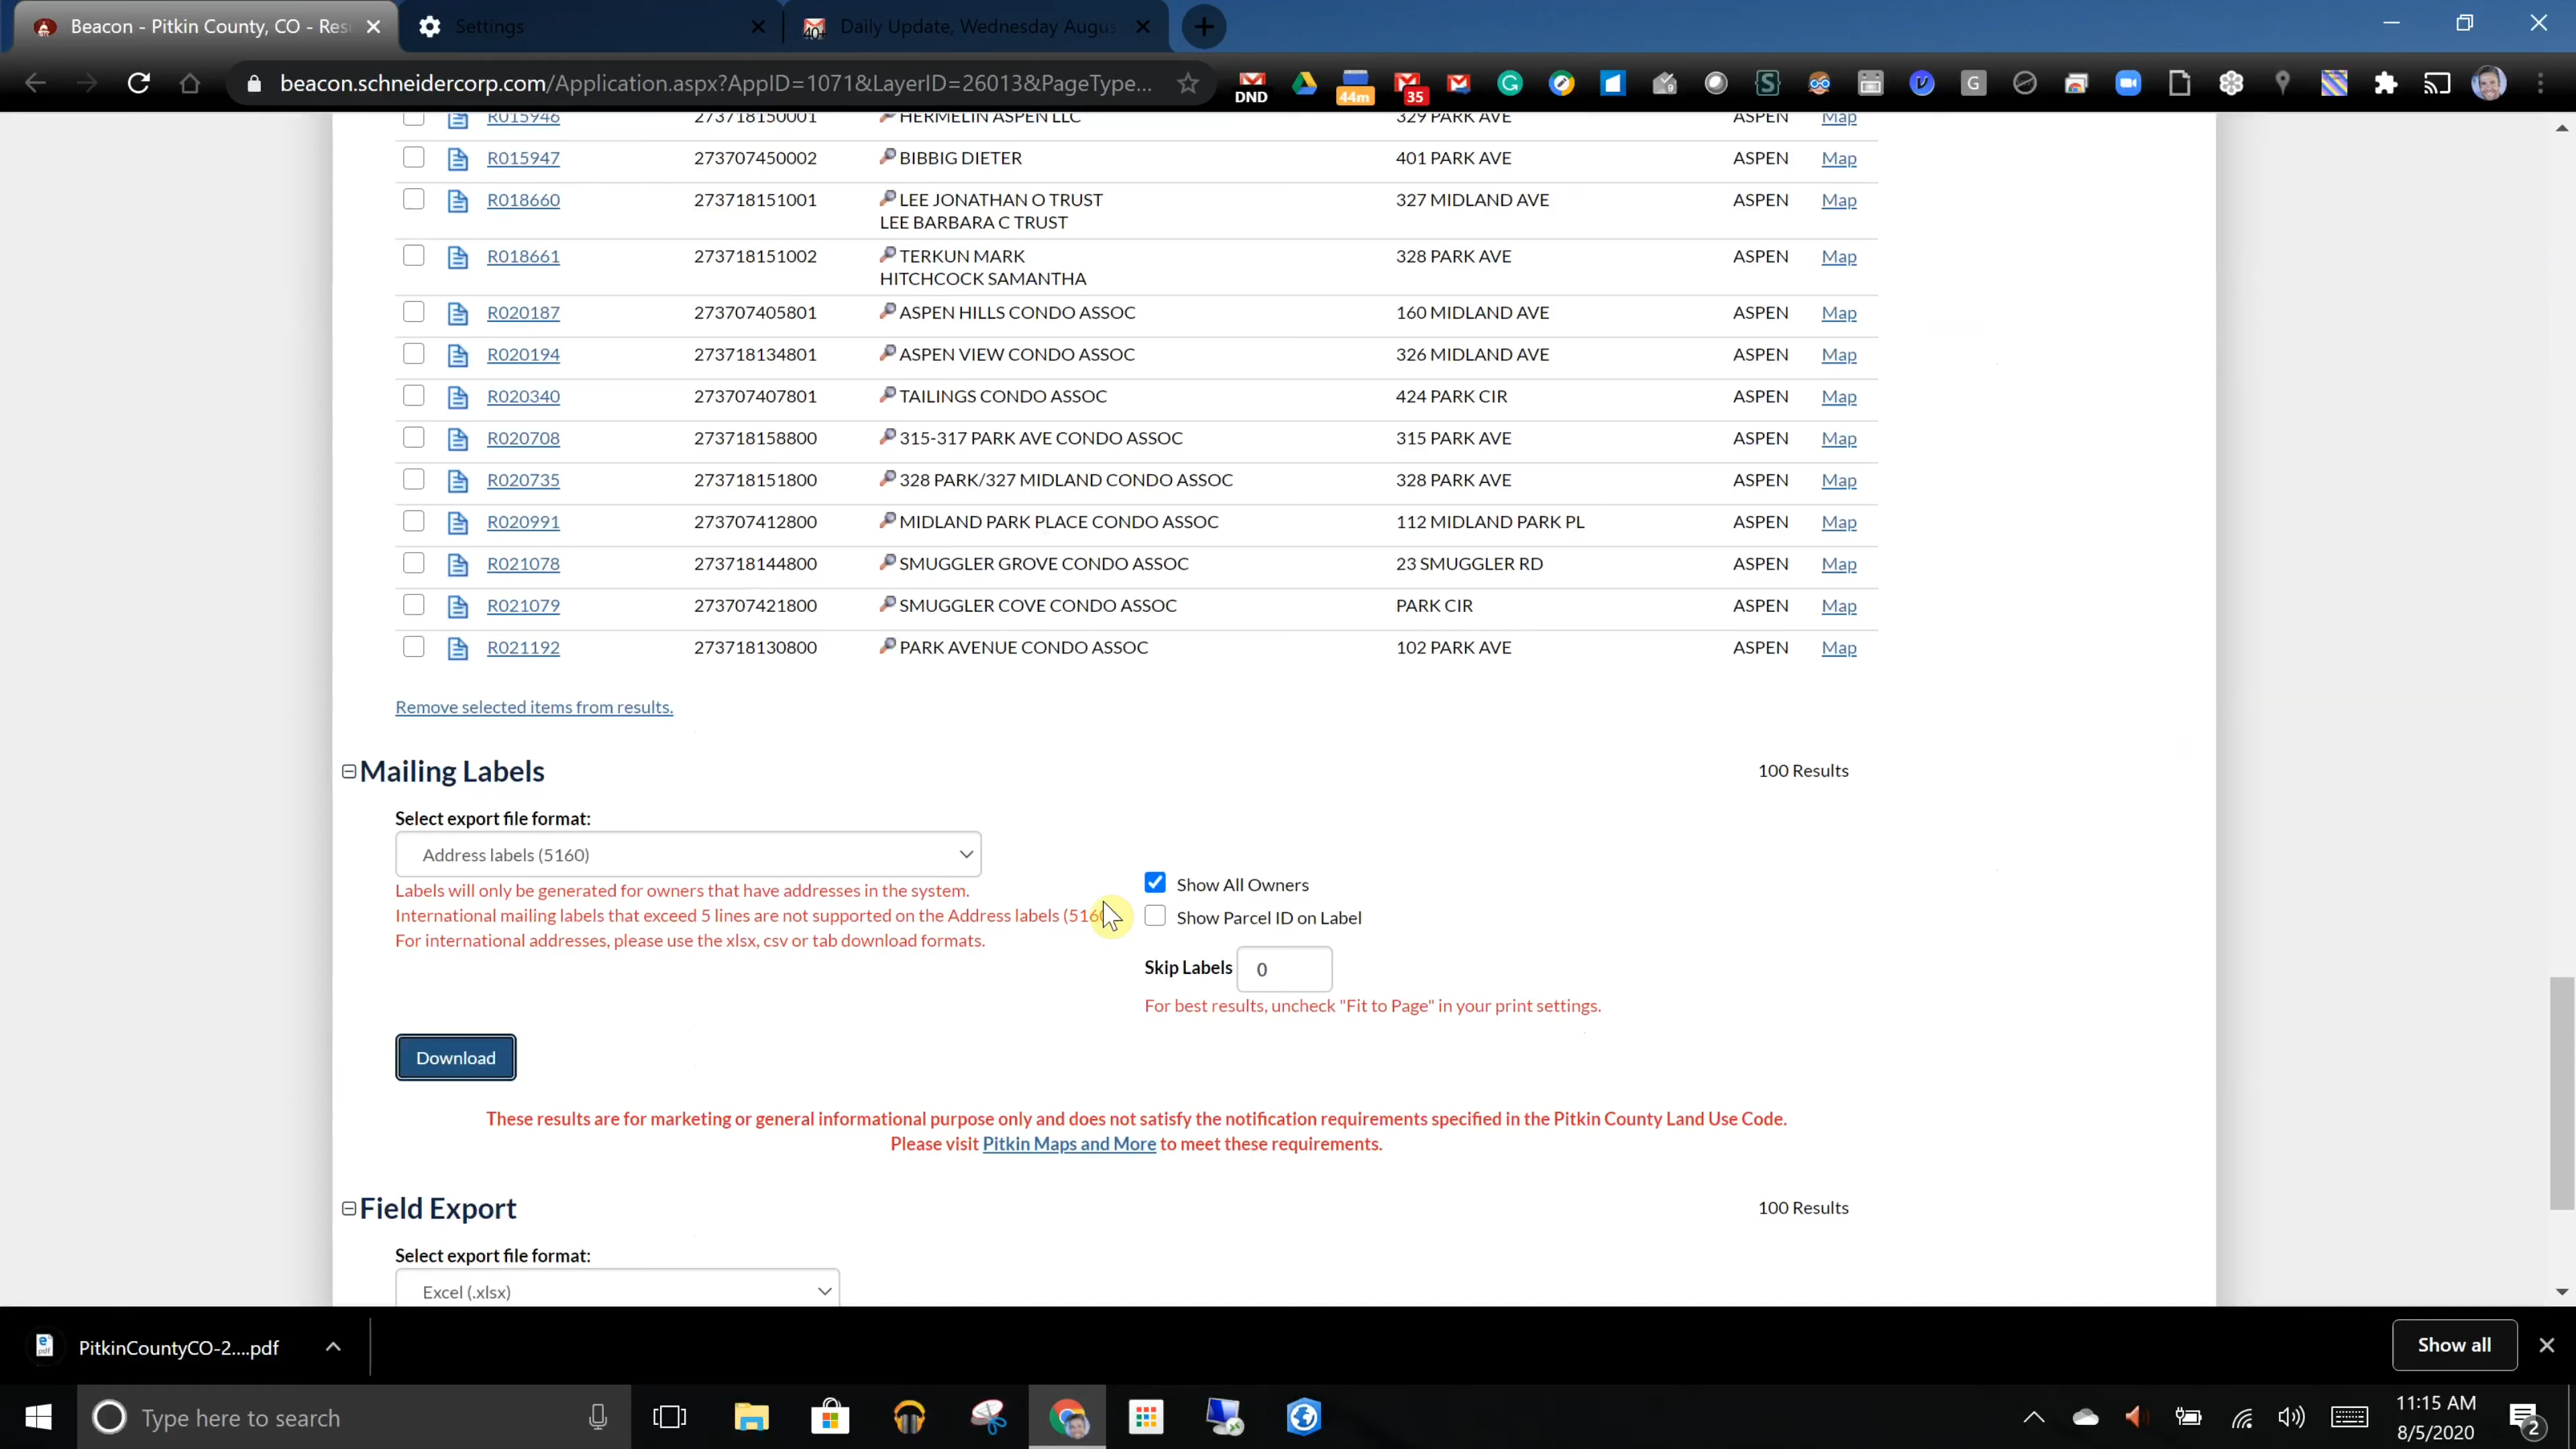 Beacon - Pitkin County, CO - Res
Settings
40+
Daily Update, Wednesday Augus
beacon.schneidercorp.com/Application.aspx?AppID=1071&LayerID=26013&PageType...
DND
44m
35
R015946 273718150001 HERMELIN ASPEN LLC 329 PARK AVE ASPEN Map
R015947 273707450002 BIBBIG DIETER 401 PARK AVE ASPEN Map
R018660 273718151001 LEE JONATHAN O TRUST 327 MIDLAND AVE ASPEN Map
LEE BARBARA C TRUST
R018661 273718151002 TERKUN MARK 328 PARK AVE ASPEN Map
HITCHCOCK SAMANTHA
R020187 273707405801 ASPEN HILLS CONDO ASSOC 160 MIDLAND AVE ASPEN Map
R020194 273718134801 ASPEN VIEW CONDO ASSOC 326 MIDLAND AVE ASPEN Map
R020340 273707407801 TAILINGS CONDO ASSOC 424 PARK CIR ASPEN Map
R020708 273718158800 315-317 PARK AVE CONDO ASSOC 315 PARK AVE ASPEN Map
R020735 273718151800 328 PARK/327 MIDLAND CONDO ASSOC 328 PARK AVE ASPEN Map
R020991 273707412800 MIDLAND PARK PLACE CONDO ASSOC 112 MIDLAND PARK PL ASPEN Map
R021078 273718144800 SMUGGLER GROVE CONDO ASSOC 23 SMUGGLER RD ASPEN Map
R021079 273707421800 SMUGGLER COVE CONDO ASSOC PARK CIR ASPEN Map
R021192 273718130800 PARK AVENUE CONDO ASSOC 102 PARK AVE ASPEN Map
Remove selected items from results.
Mailing Labels
100 Results
Select export file format:
Address labels (5160)
Labels will only be generated for owners that have addresses in the system.
International mailing labels that exceed 5 lines are not supported on the Address labels (5160
For international addresses, please use the xlsx, csv or tab download formats.
Show All Owners
Show Parcel ID on Label
Skip Labels 0
For best results, uncheck "Fit to Page" in your print settings.
Download
These results are for marketing or general informational purpose only and does not satisfy the notification requirements specified in the Pitkin County Land Use Code.
Please visit Pitkin Maps and More to meet these requirements.
Field Export
100 Results
Select export file format:
Excel (.xlsx)
PitkinCountyCO-2....pdf
Show all
Type here to search
11:15 AM
8/5/2020
2